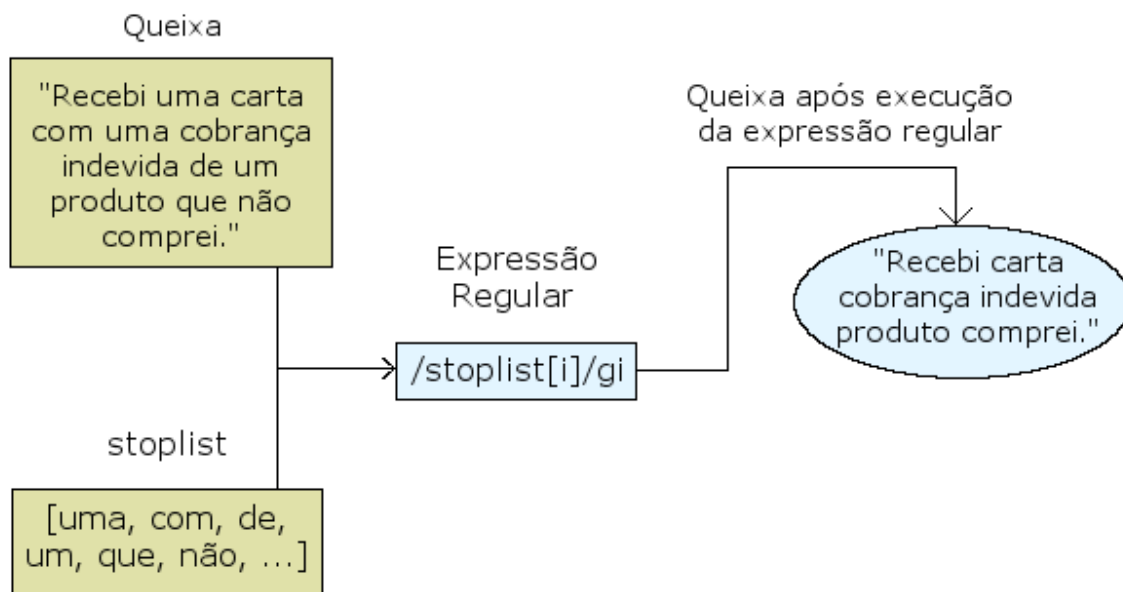 Queixa
"Recebi uma carta
com uma cobrança
indevida de um
produto que não
comprei."
stoplist
[uma, com, de,
um, que, não, ...]
Expressão
Regular
/stoplist[i]/gi
Queixa após execução
da expressão regular
"Recebi carta
cobrança indevida
produto comprei."